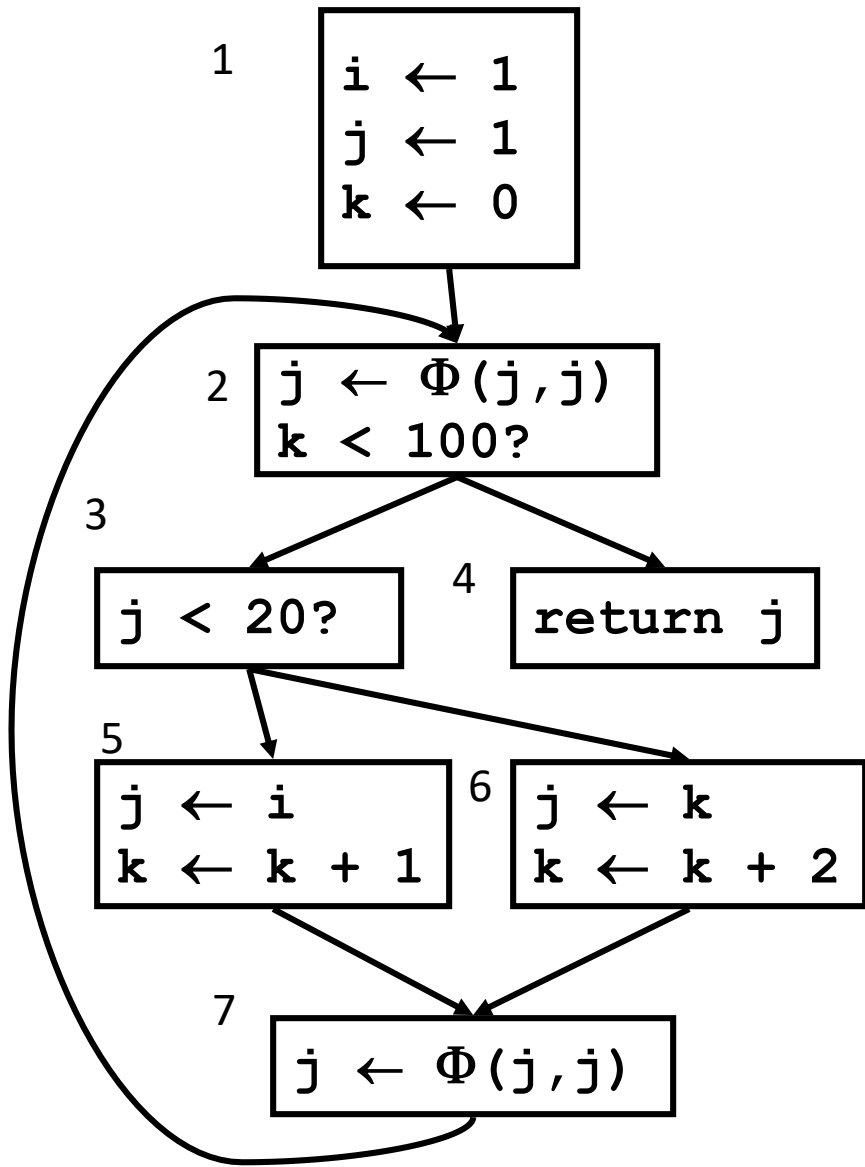 1
i ← 1
j ← 1
k ← 0
2
j ← Φ(j,j)
k < 100?
3
j < 20?
4
return j
5
j ← i
k ← k + 1
6
j ← k
k ← k + 2
7
j ← Φ(j,j)